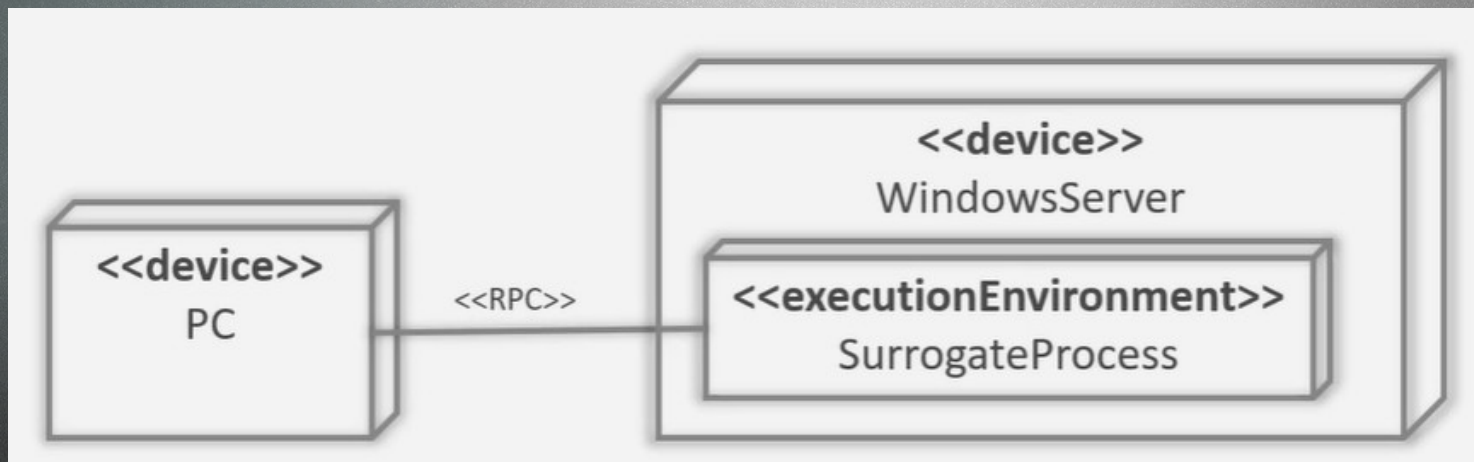 <<device>>
PC
<<RPC>>
<<device>>
WindowsServer
<<executionEnvironment>>
SurrogateProcess